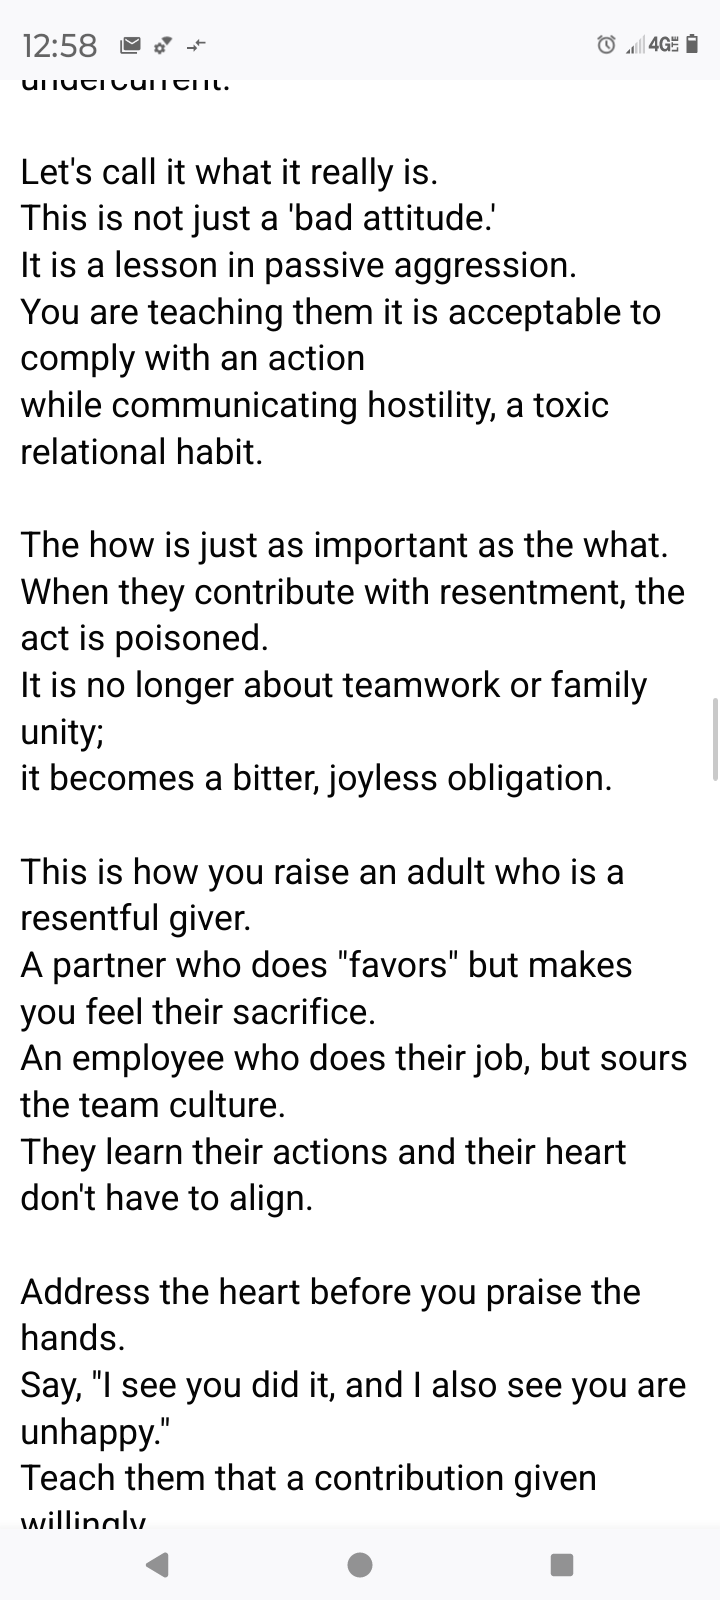 12:58
4G
undercurrent.
Let's call it what it really is.
This is not just a 'bad attitude.'
It is a lesson in passive aggression.
You are teaching them it is acceptable to
comply with an action
while communicating hostility, a toxic
relational habit.
The how is just as important as the what.
When they contribute with resentment, the
act is poisoned.
It is no longer about teamwork or family
unity;
it becomes a bitter, joyless obligation.
This is how you raise an adult who is a
resentful giver.
A partner who does "favors" but makes
you feel their sacrifice.
An employee who does their job, but sours
the team culture.
They learn their actions and their heart
don't have to align.
Address the heart before you praise the
hands.
Say, "I see you did it, and I also see you are
unhappy."
Teach them that a contribution given
willingly